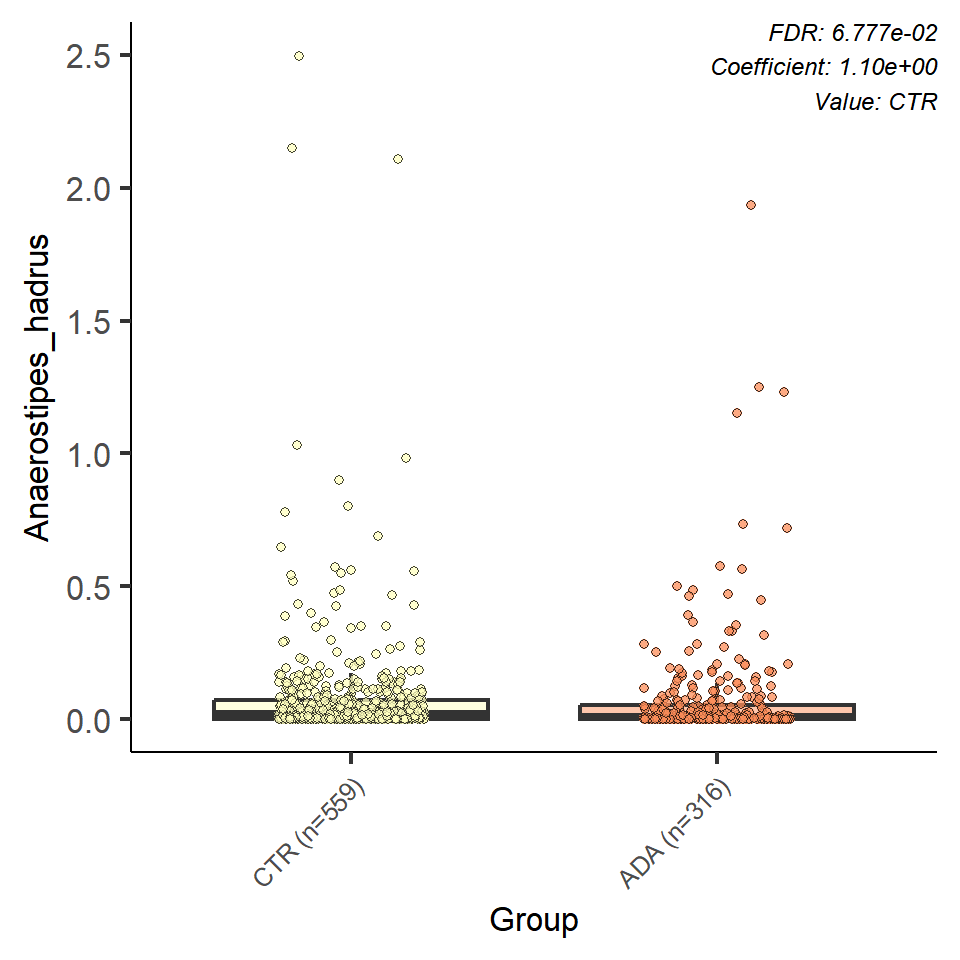 FDR: 6.777e-02
Coefficient: 1.10e+00
Value: CTR
Anaerostipes_hadrus
2.5
2.0
1.5
1.0
0.5
0.0
CTR (n=559)
ADA (n=316)
Group